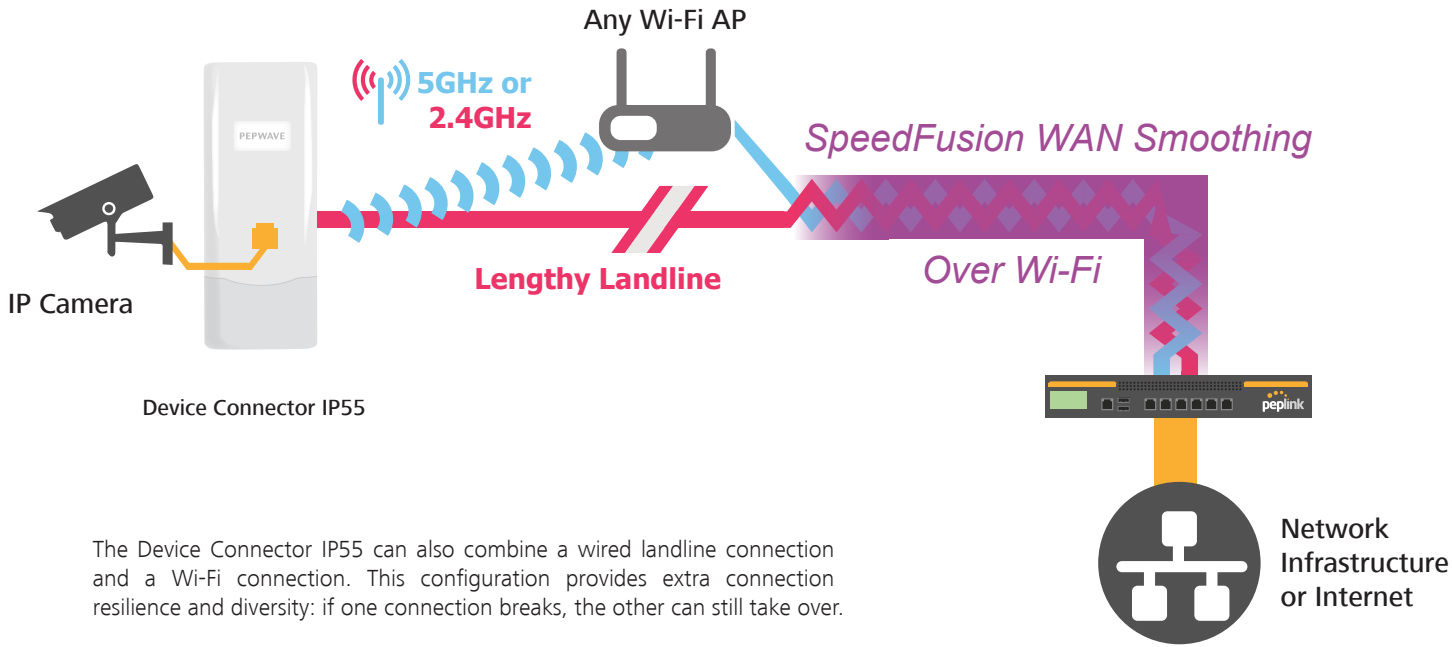 Any Wi-Fi AP
5GHz or
2.4GHz
PEPWAVE
SpeedFusion WAN Smoothing
Over Wi-Fi
Lengthy Landline
IP Camera
Device Connector IP55
peplink
The Device Connector IP55 can also combine a wired landline connection
and a Wi-Fi connection. This configuration provides extra connection
resilience and diversity: if one connection breaks, the other can still take over.
Network
Infrastructure
or Internet